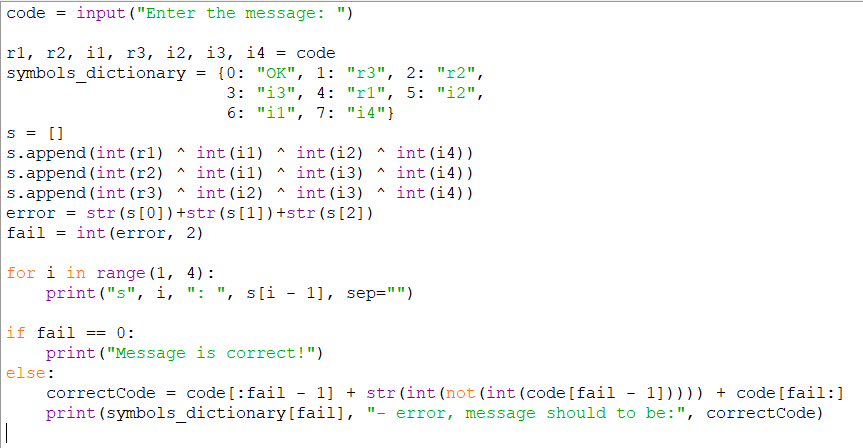 code = input("Enter the message: ")

r1, r2, i1, r3, i2, i3, i4 = code
symbols_dictionary = {0: "OK", 1: "r3", 2: "r2",
                      3: "i3", 4: "r1", 5: "i2",
                      6: "i1", 7: "i4"}
s = []
s.append(int(r1) ^ int(i1) ^ int(i2) ^ int(i4))
s.append(int(r2) ^ int(i1) ^ int(i3) ^ int(i4))
s.append(int(r3) ^ int(i2) ^ int(i3) ^ int(i4))
error = str(s[0])+str(s[1])+str(s[2])
fail = int(error, 2)

for i in range(1, 4):
    print("s", i, ": ", s[i - 1], sep="")

if fail == 0:
    print("Message is correct!")
else:
    correctCode = code[:fail - 1] + str(int(not(int(code[fail - 1])))) + code[fail:]
    print(symbols_dictionary[fail], "- error, message should to be:", correctCode)